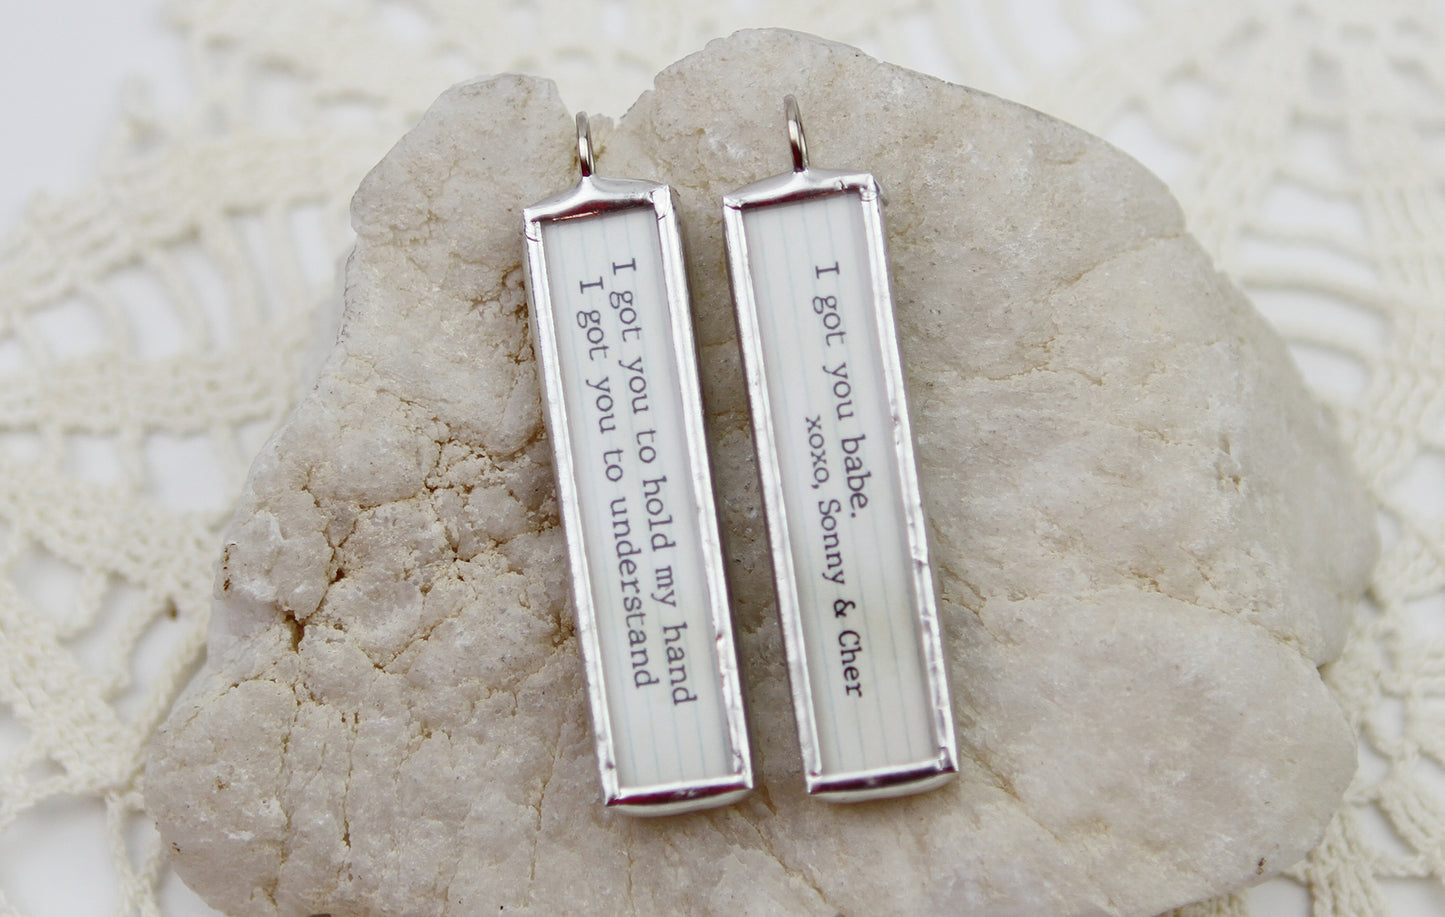 I got you to hold my hand
I got you to understand
I got you babe.
xoxo, Sonny & Cher